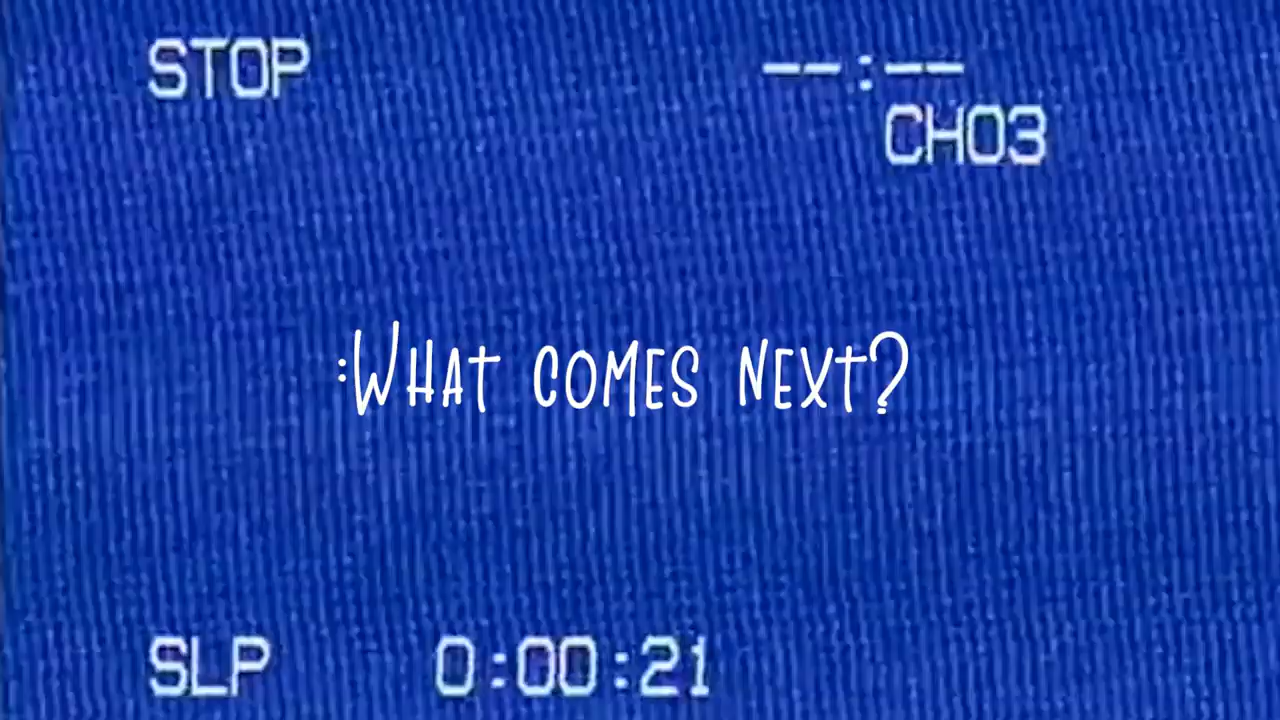 STOP --:--
CH03
:What comes next?
SLP 0:00:21